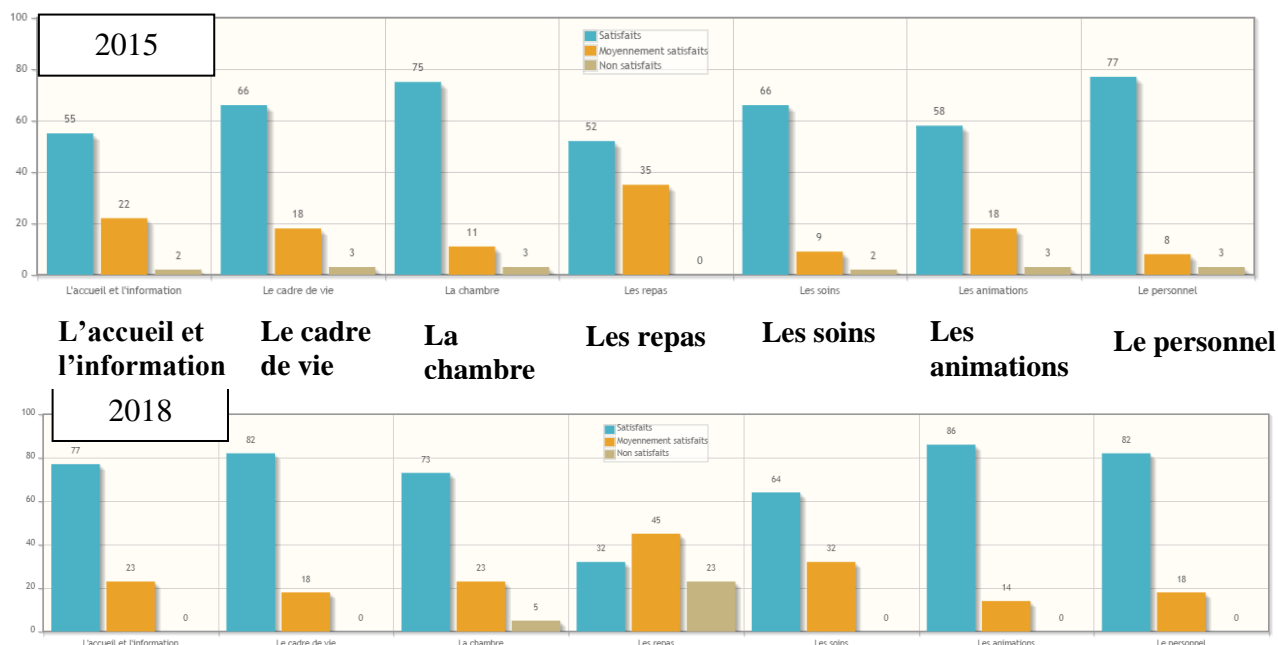 100
2015
Satisfaits
Moyennement satisfaits
Non satisfaits
80
60
40
20
0
55 22 2
66 18 3
75 11 3
52 35 0
66 9 2
58 18 3
77 8 3
L'accueil et l'information
Le cadre de vie
La chambre
Les repas
Les soins
Les animations
Le personnel
L’accueil et
l’information
Le cadre
de vie
La
chambre
Les repas
Les soins
Les
animations
Le personnel
100
2018
Satisfaits
Moyennement satisfaits
Non satisfaits
80
60
40
20
0
77 23 0
82 18 0
73 23 5
32 45 23
64 32 0
86 14 0
82 18 0
L'accueil et l'information
Le cadre de vie
La chambre
Les repas
Les soins
Les animations
Le personnel